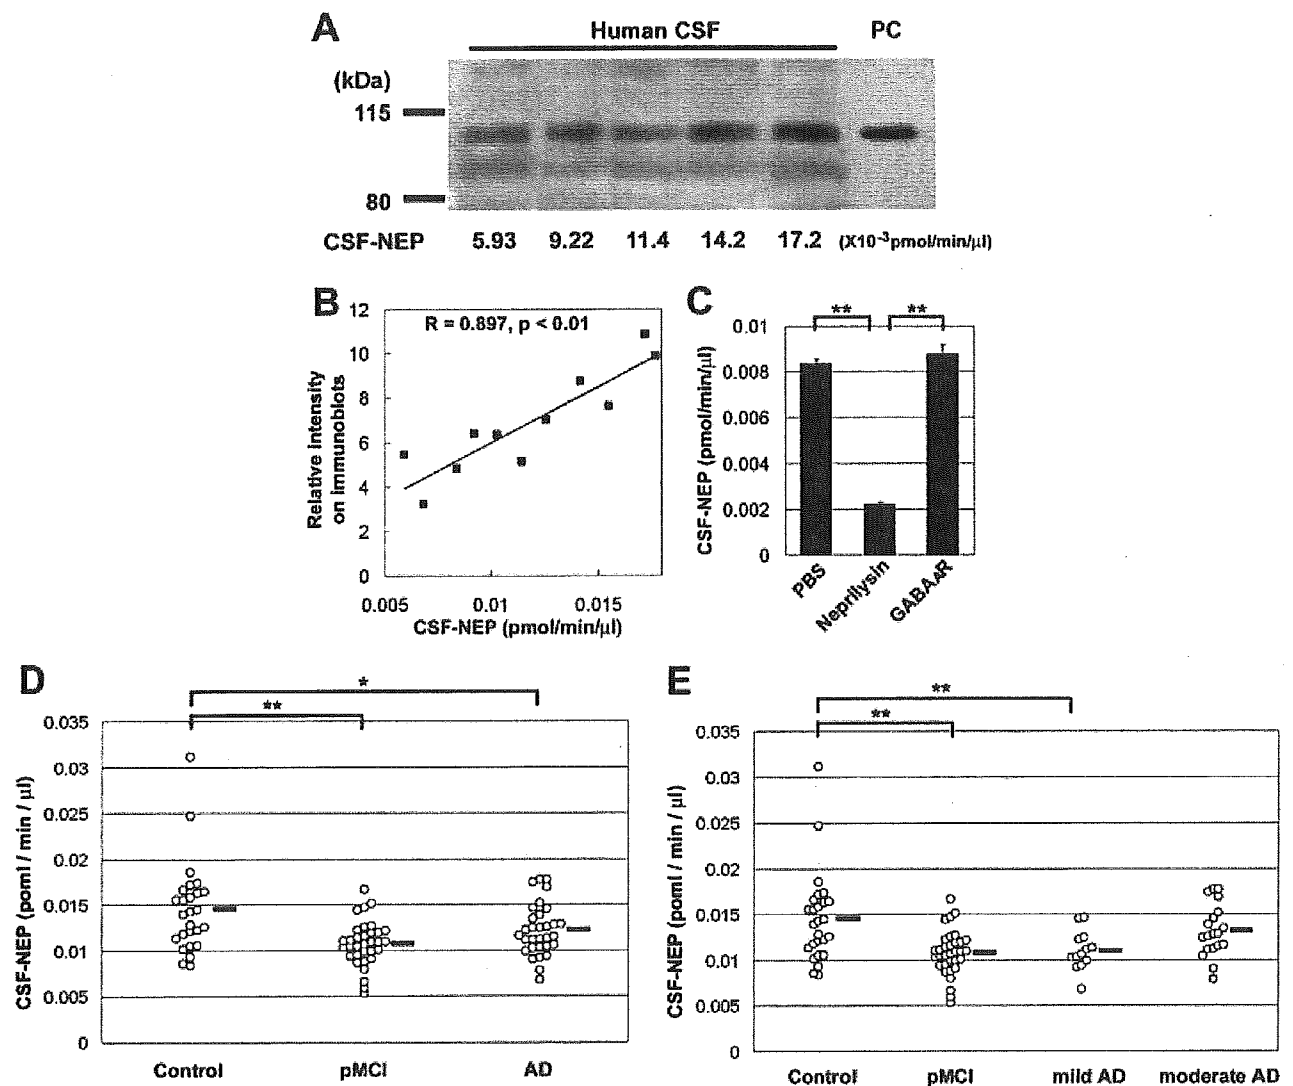 A
Human CSF
PC
(kDa)
115
80
CSF-NEP 5.93 9.22 11.4 14.2 17.2 (X10⁻³pmol/min/μl)
B
R = 0.897, p < 0.01
Relative intensity
on immunoblots
12
10
8
6
4
2
0
0.005 0.01 0.015
CSF-NEP (pmol/min/μl)
C
** **
CSF-NEP (pmol/min/μl)
0.01
0.008
0.006
0.004
0.002
0
PBS
Neprilysin
GABAAR
D
*
**
CSF-NEP (poml / min / μl)
0.035
0.03
0.025
0.02
0.015
0.01
0.005
0
Control pMCI AD
E
**
**
CSF-NEP (poml / min / μl)
0.035
0.03
0.025
0.02
0.015
0.01
0.005
0
Control pMCI mild AD moderate AD